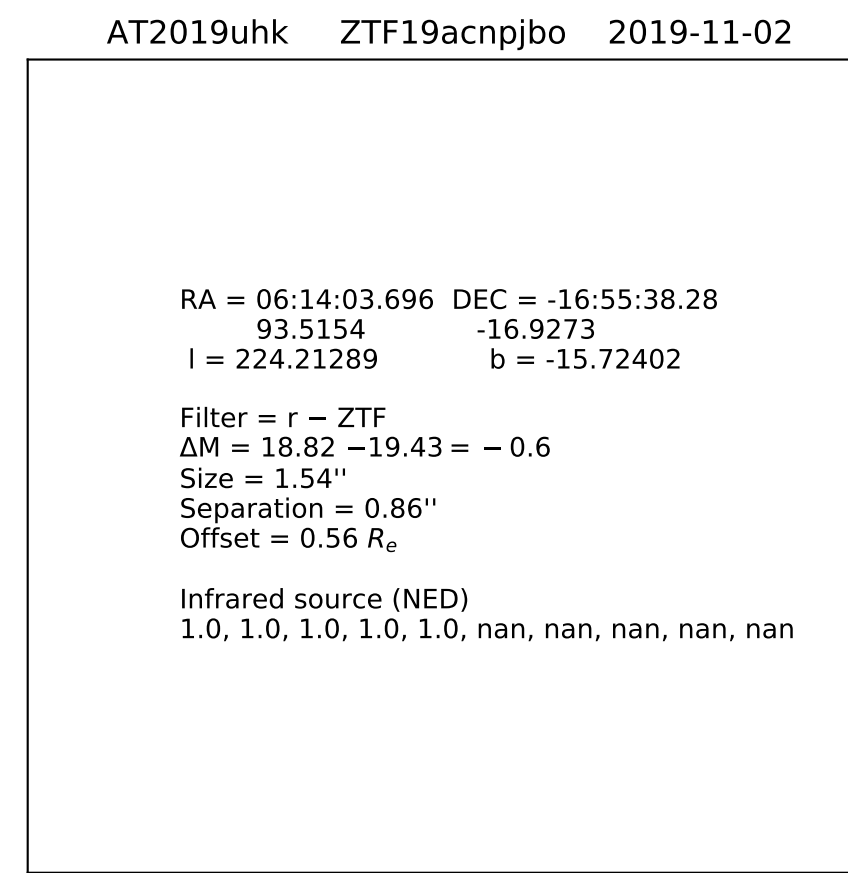 AT2019uhk ZTF19acnpjbo 2019-11-02
RA = 06:14:03.696 DEC = -16:55:38.28
93.5154 -16.9273
l = 224.21289 b = -15.72402
Filter = r − ZTF
ΔM = 18.82 −19.43 = − 0.6
Size = 1.54''
Separation = 0.86''
Offset = 0.56 Rₑ
Infrared source (NED)
1.0, 1.0, 1.0, 1.0, 1.0, nan, nan, nan, nan, nan